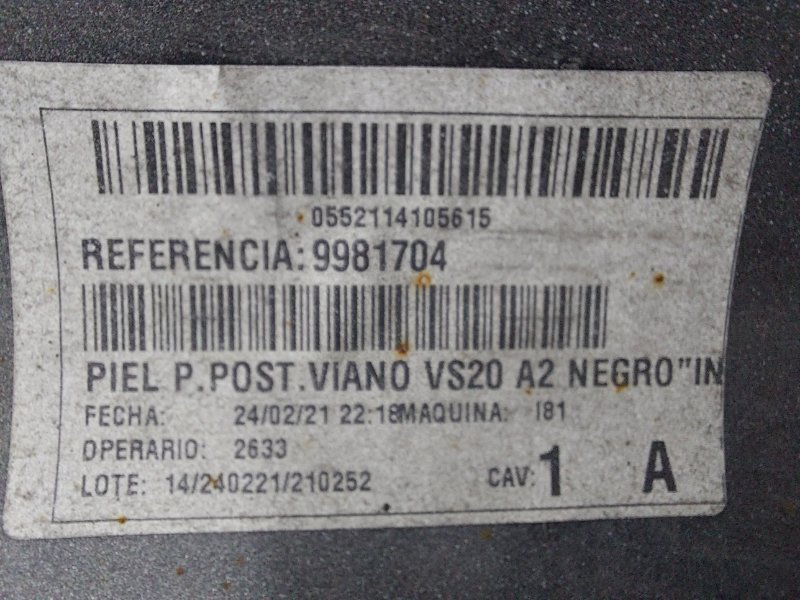 0552114105615
REFERENCIA: 9981704
PIEL P.POST.VIANO VS20 A2 NEGRO"IN
FECHA: 24/02/21 22:18MAQUINA: I81
OPERARIO: 2633
LOTE: 14/240221/210252 CAV: 1 A